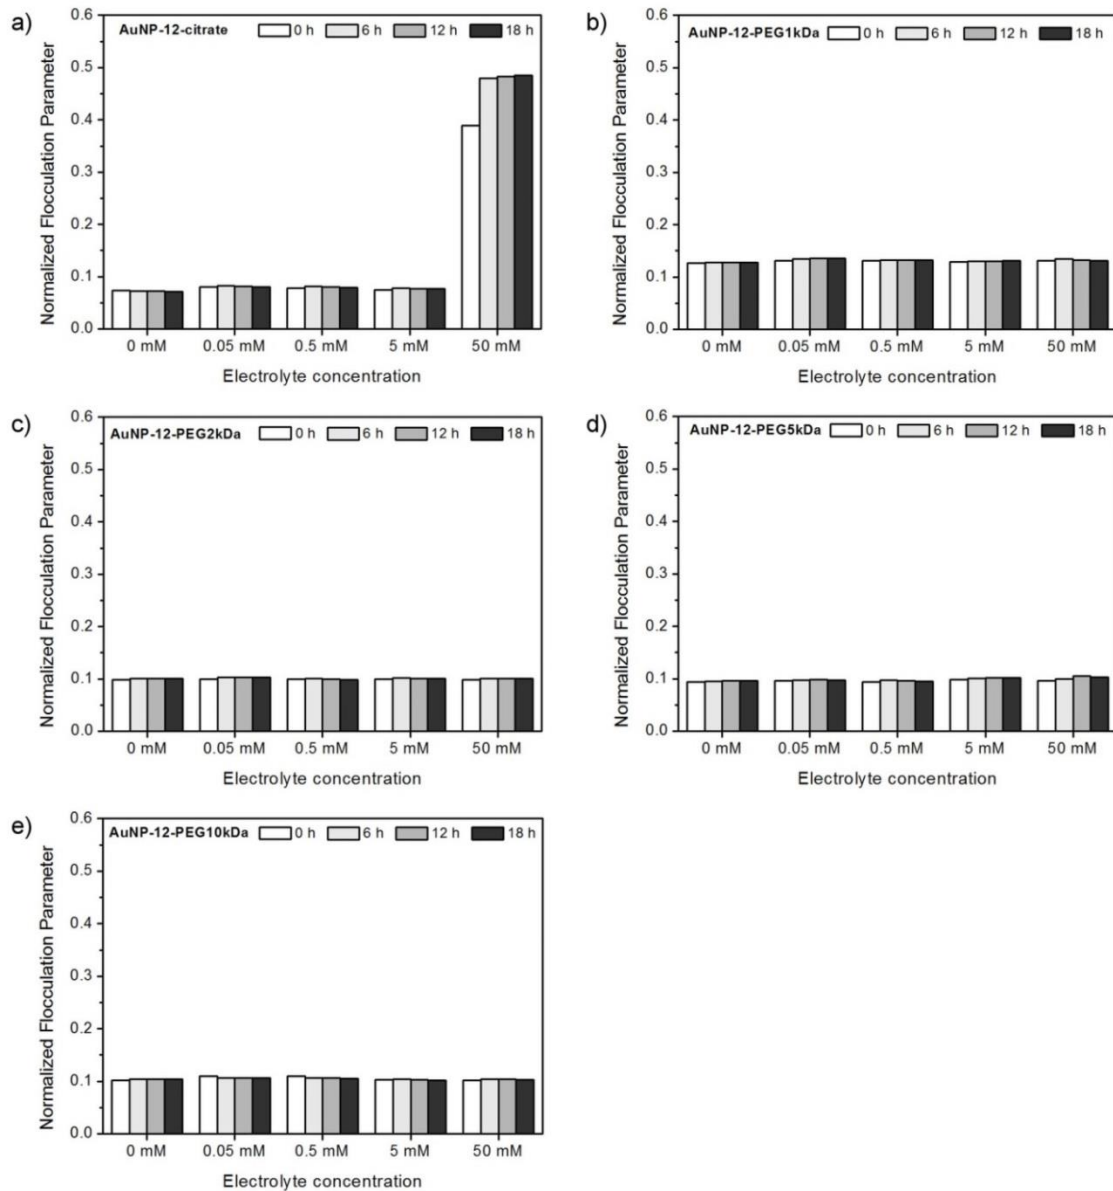 a)
AuNP-12-citrate 0 h 6 h 12 h 18 h
Normalized Flocculation Parameter
0.6
0.5
0.4
0.3
0.2
0.1
0.0
0 mM 0.05 mM 0.5 mM 5 mM 50 mM
Electrolyte concentration
b)
AuNP-12-PEG1kDa 0 h 6 h 12 h 18 h
Normalized Flocculation Parameter
0.6
0.5
0.4
0.3
0.2
0.1
0.0
0 mM 0.05 mM 0.5 mM 5 mM 50 mM
Electrolyte concentration
c)
AuNP-12-PEG2kDa 0 h 6 h 12 h 18 h
Normalized Flocculation Parameter
0.6
0.5
0.4
0.3
0.2
0.1
0.0
0 mM 0.05 mM 0.5 mM 5 mM 50 mM
Electrolyte concentration
d)
AuNP-12-PEG5kDa 0 h 6 h 12 h 18 h
Normalized Flocculation Parameter
0.6
0.5
0.4
0.3
0.2
0.1
0.0
0 mM 0.05 mM 0.5 mM 5 mM 50 mM
Electrolyte concentration
e)
AuNP-12-PEG10kDa 0 h 6 h 12 h 18 h
Normalized Flocculation Parameter
0.6
0.5
0.4
0.3
0.2
0.1
0.0
0 mM 0.05 mM 0.5 mM 5 mM 50 mM
Electrolyte concentration